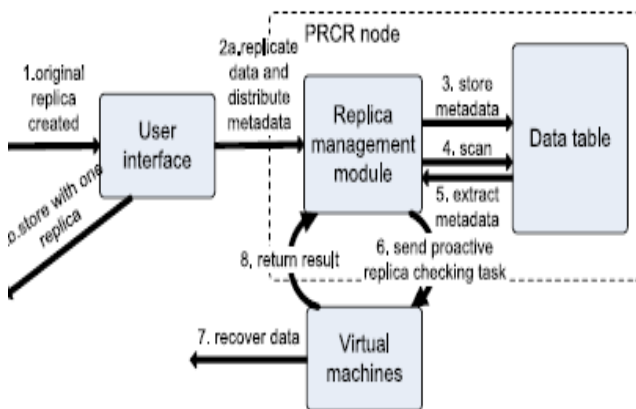 PRCR node
1.original
replica
created
User
interface
2a.replicate
data and
distribute
metadata
Replica
management
module
3. store
metadata
4. scan
5. extract
metadata
Data table
b.store with one
replica
8. return result
6. send proactive
replica checking task
7. recover data
Virtual
machines